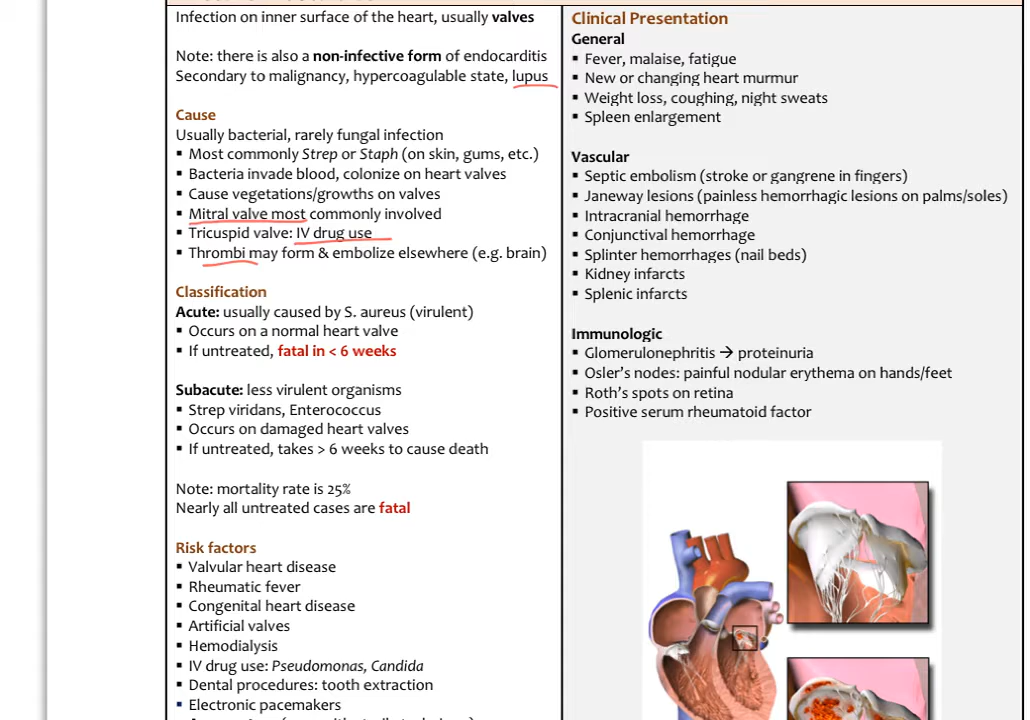 Infection on inner surface of the heart, usually valves
Note: there is also a non-infective form of endocarditis
Secondary to malignancy, hypercoagulable state, lupus
Cause
Usually bacterial, rarely fungal infection
▪ Most commonly Strep or Staph (on skin, gums, etc.)
▪ Bacteria invade blood, colonize on heart valves
▪ Cause vegetations/growths on valves
▪ Mitral valve most commonly involved
▪ Tricuspid valve: IV drug use
▪ Thrombi may form & embolize elsewhere (e.g. brain)
Classification
Acute: usually caused by S. aureus (virulent)
▪ Occurs on a normal heart valve
▪ If untreated, fatal in < 6 weeks
Subacute: less virulent organisms
▪ Strep viridans, Enterococcus
▪ Occurs on damaged heart valves
▪ If untreated, takes > 6 weeks to cause death
Note: mortality rate is 25%
Nearly all untreated cases are fatal
Risk factors
▪ Valvular heart disease
▪ Rheumatic fever
▪ Congenital heart disease
▪ Artificial valves
▪ Hemodialysis
▪ IV drug use: Pseudomonas, Candida
▪ Dental procedures: tooth extraction
▪ Electronic pacemakers
Clinical Presentation
General
▪ Fever, malaise, fatigue
▪ New or changing heart murmur
▪ Weight loss, coughing, night sweats
▪ Spleen enlargement
Vascular
▪ Septic embolism (stroke or gangrene in fingers)
▪ Janeway lesions (painless hemorrhagic lesions on palms/soles)
▪ Intracranial hemorrhage
▪ Conjunctival hemorrhage
▪ Splinter hemorrhages (nail beds)
▪ Kidney infarcts
▪ Splenic infarcts
Immunologic
▪ Glomerulonephritis → proteinuria
▪ Osler's nodes: painful nodular erythema on hands/feet
▪ Roth's spots on retina
▪ Positive serum rheumatoid factor